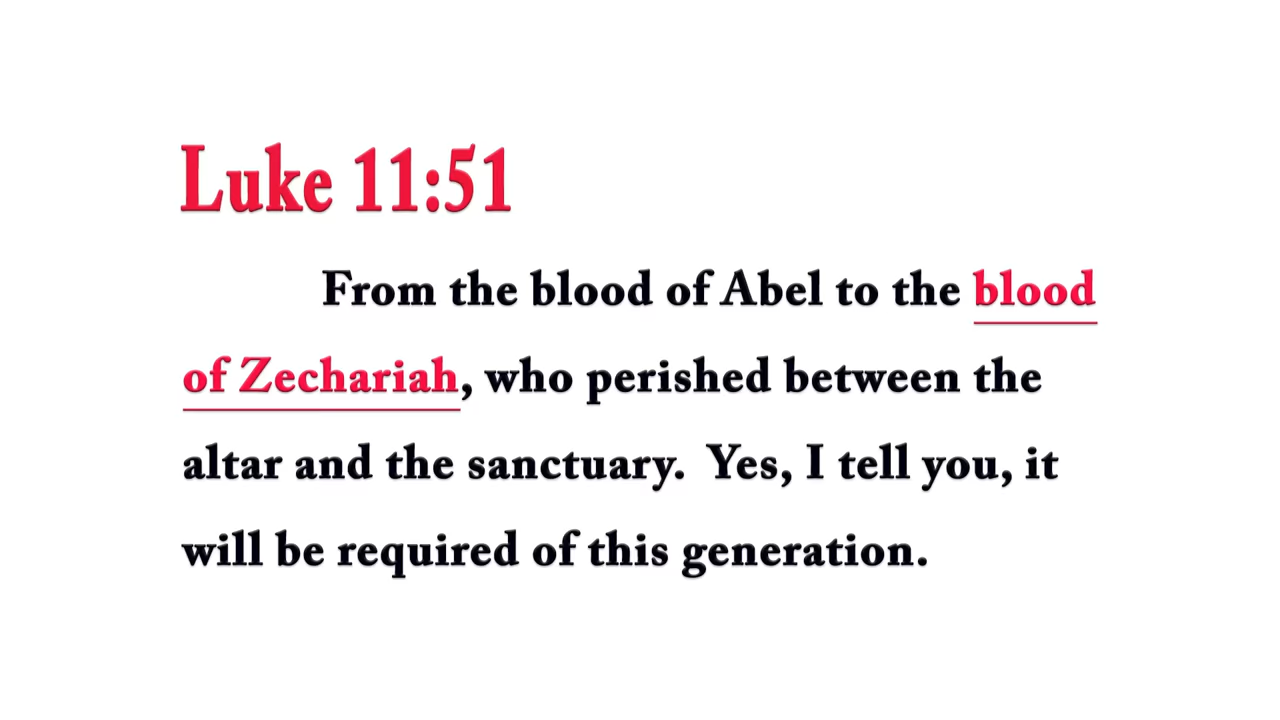 Luke 11:51
From the blood of Abel to the blood
of Zechariah, who perished between the
altar and the sanctuary.  Yes, I tell you, it
will be required of this generation.